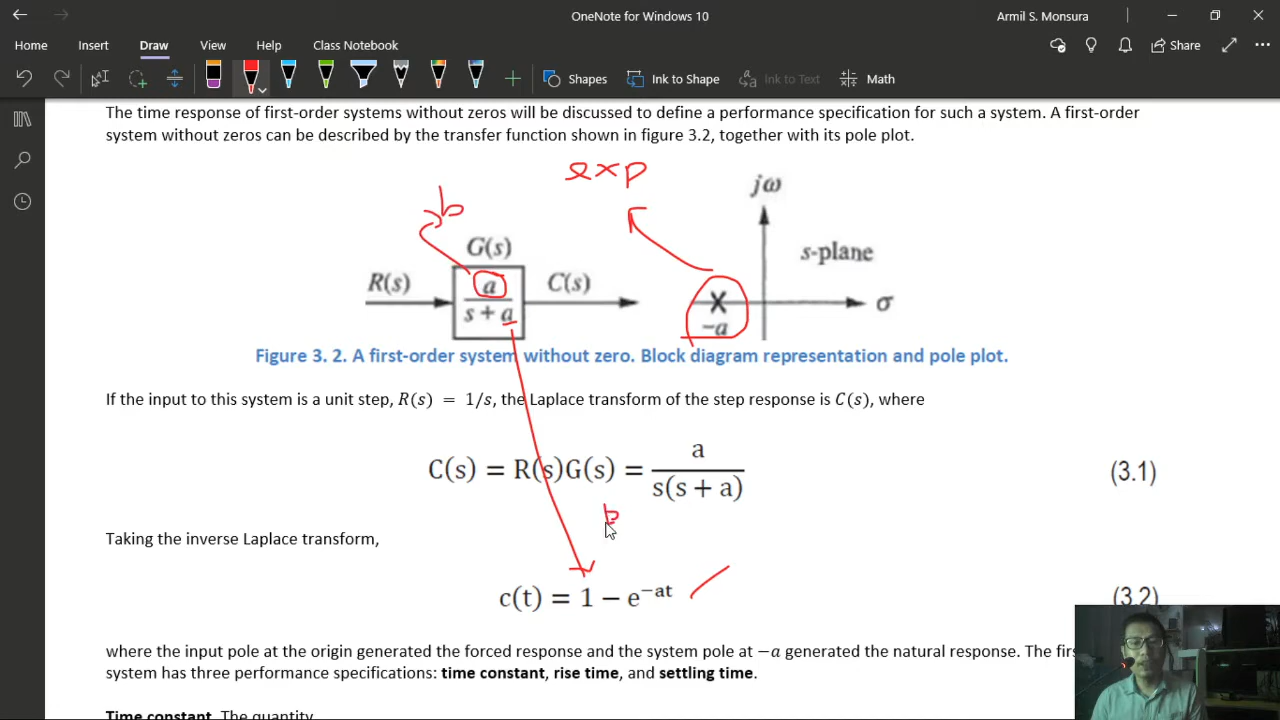 OneNote for Windows 10
Armil S. Monsura
Home Insert Draw View Help Class Notebook
Share
Shapes Ink to Shape Ink to Text Math
The time response of first-order systems without zeros will be discussed to define a performance specification for such a system. A first-order
system without zeros can be described by the transfer function shown in figure 3.2, together with its pole plot.
exp
b
jω
G(s)
s-plane
R(s) a C(s)
s + a
σ
-a
Figure 3. 2. A first-order system without zero. Block diagram representation and pole plot.
If the input to this system is a unit step, R(s) = 1/s, the Laplace transform of the step response is C(s), where
C(s) = R(s)G(s) = a / s(s + a) (3.1)
Taking the inverse Laplace transform,
c(t) = 1 − e^−at (3.2)
where the input pole at the origin generated the forced response and the system pole at −a generated the natural response. The
system has three performance specifications: time constant, rise time, and settling time.
Time constant. The quantity